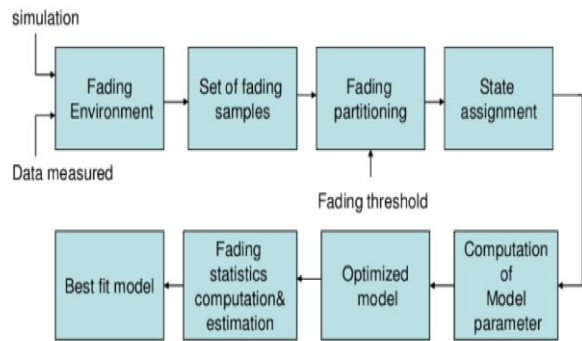 simulation
Fading
Environment
Data measured
Set of fading
samples
Fading
partitioning
Fading threshold
State
assignment
Computation
of
Model
parameter
Optimized
model
Fading
statistics
computation&
estimation
Best fit model